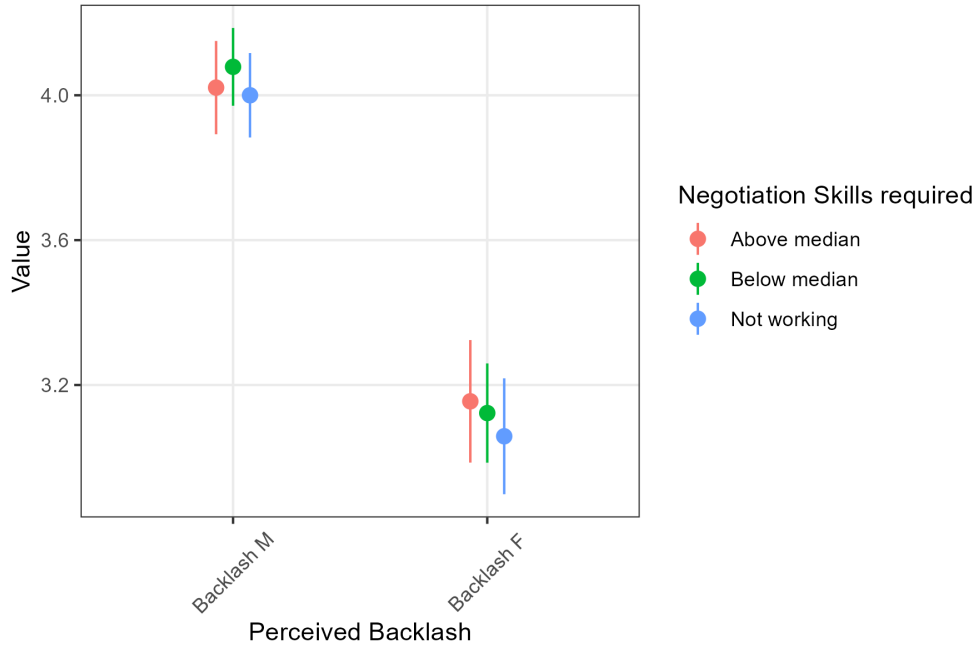 4.0
3.6
3.2
Value
Backlash M
Backlash F
Perceived Backlash
Negotiation Skills required
Above median
Below median
Not working